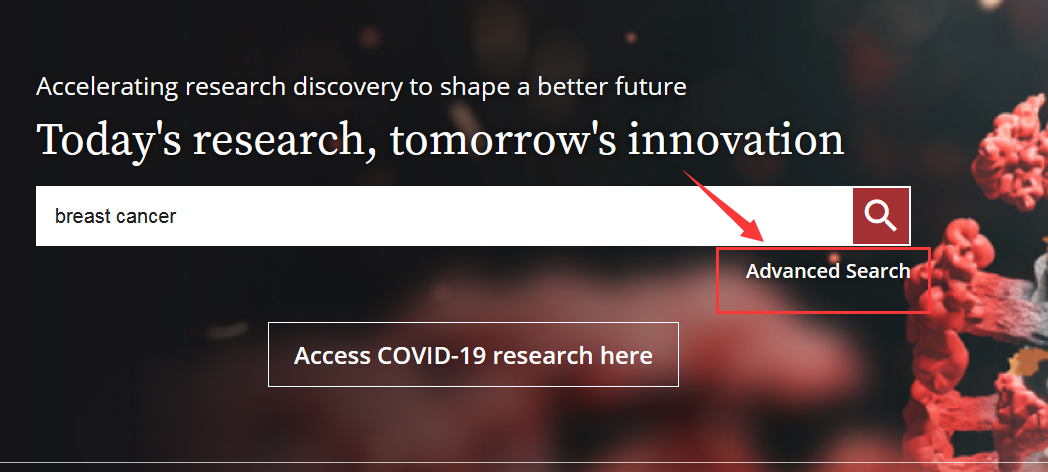 Accelerating research discovery to shape a better future
Today's research, tomorrow's innovation
breast cancer
Advanced Search
Access COVID-19 research here